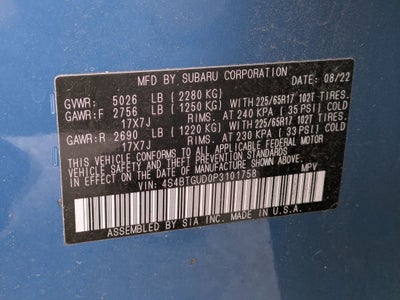 MFD BY SUBARU CORPORATION DATE: 08/22
GVWR: 5026 LB (2280 KG)
GAWR:F 2756 LB (1250 KG) WITH 225/65R17 102T TIRES.
17X7J RIMS. AT 240 KPA (35 PSI) COLD
GAWR:R 2690 LB (1220 KG) WITH 225/65R17 102T TIRES.
17X7J RIMS. AT 230 KPA (33 PSI) COLD
THIS VEHICLE CONFORMS TO ALL APPLICABLE FEDERAL MOTOR
VEHICLE SAFETY STANDARDS IN EFFECT ON THE DATE OF
VEHICLE MANUFACTURE SHOWN ABOVE.
VIN: 4S4BTGUD0P3101758 MPV
ASSEMBLED BY SIA INC. MADE IN U.S.A.